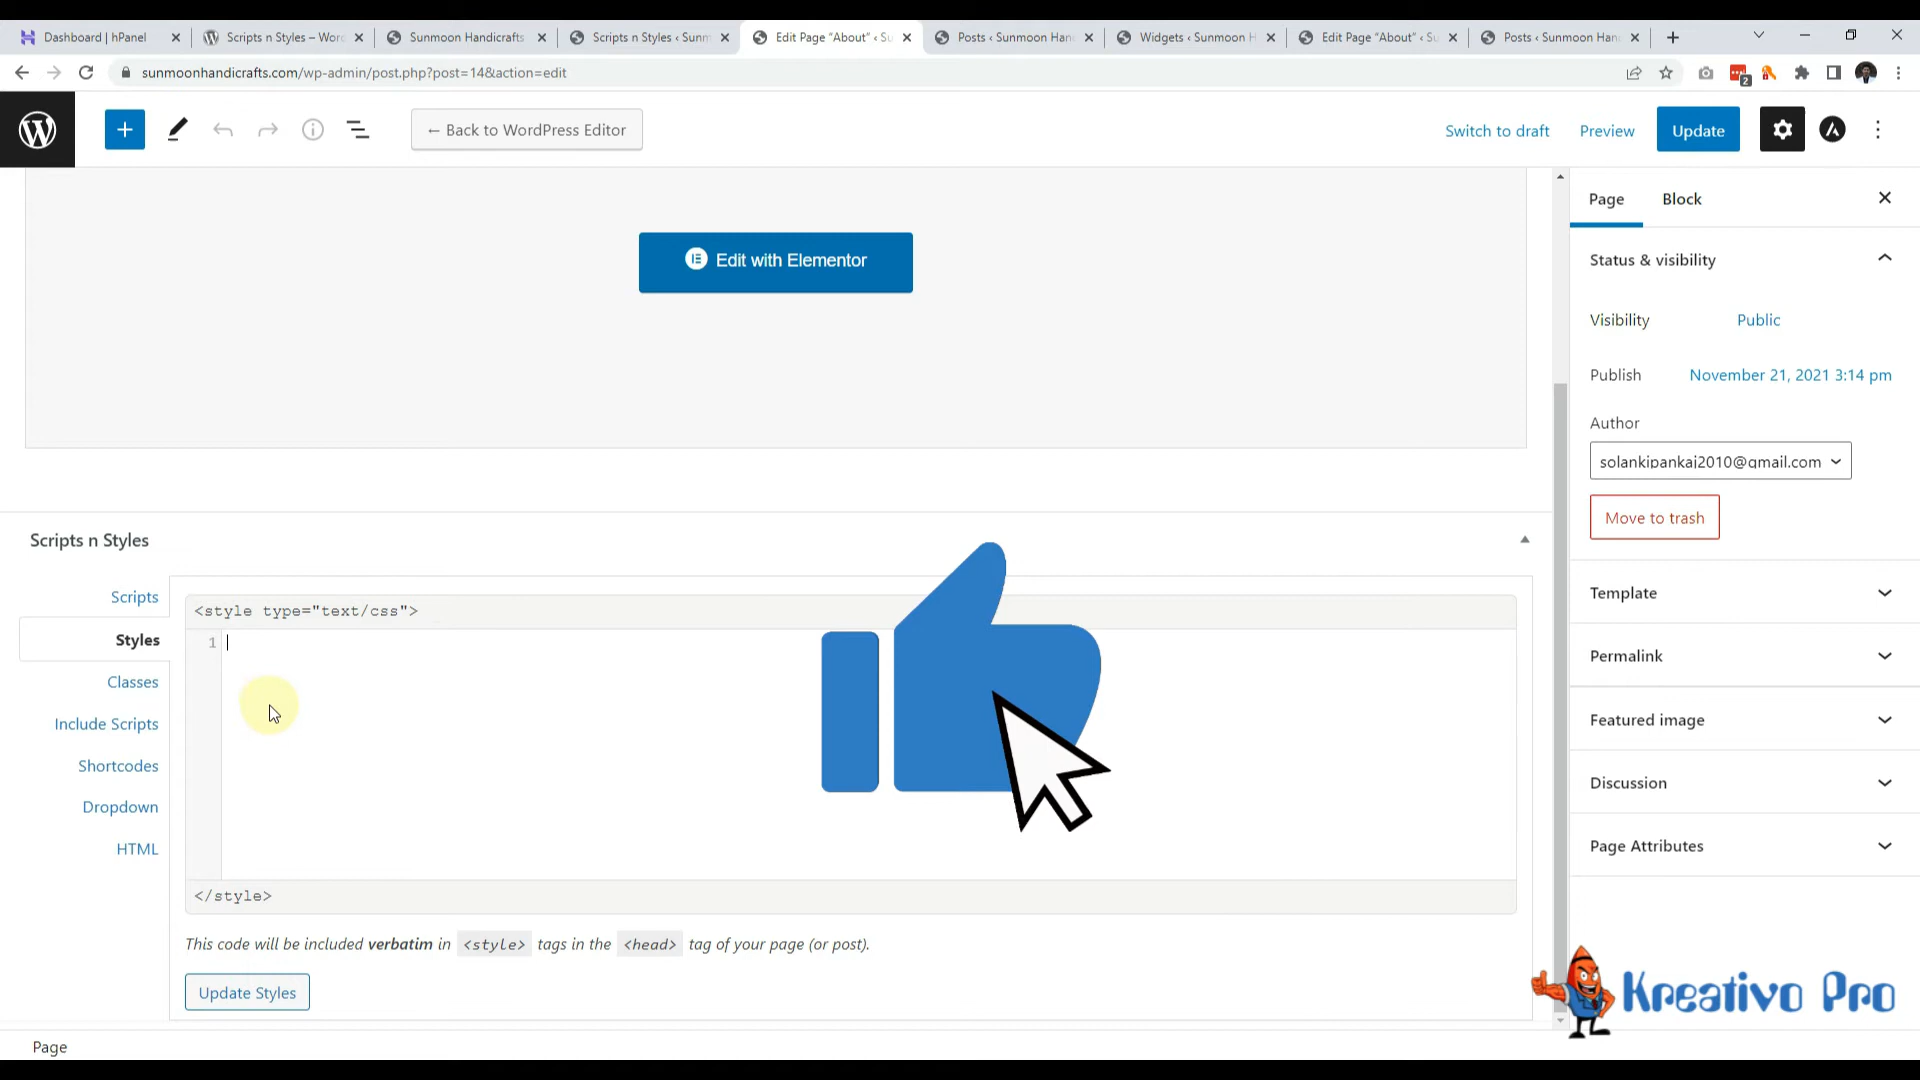 Dashboard | hPanel
Scripts n Styles – Wor
Sunmoon Handicrafts
Scripts n Styles ‹ Sunm
Edit Page “About” ‹ Su
Posts ‹ Sunmoon Han
Widgets ‹ Sunmoon H
Edit Page “About” ‹ Su
Posts ‹ Sunmoon Han
sunmoonhandicrafts.com/wp-admin/post.php?post=14&action=edit
2
← Back to WordPress Editor
Switch to draft
Preview
Update
Page
Block
Edit with Elementor
Status & visibility
Visibility
Public
Publish
November 21, 2021 3:14 pm
Author
solankipankaj2010@gmail.com
Move to trash
Scripts n Styles
Scripts
Styles
Classes
Include Scripts
Shortcodes
Dropdown
HTML
<style type="text/css">
1
</style>
This code will be included verbatim in <style> tags in the <head> tag of your page (or post).
Update Styles
Template
Permalink
Featured image
Discussion
Page Attributes
Kreativo Pro
Page